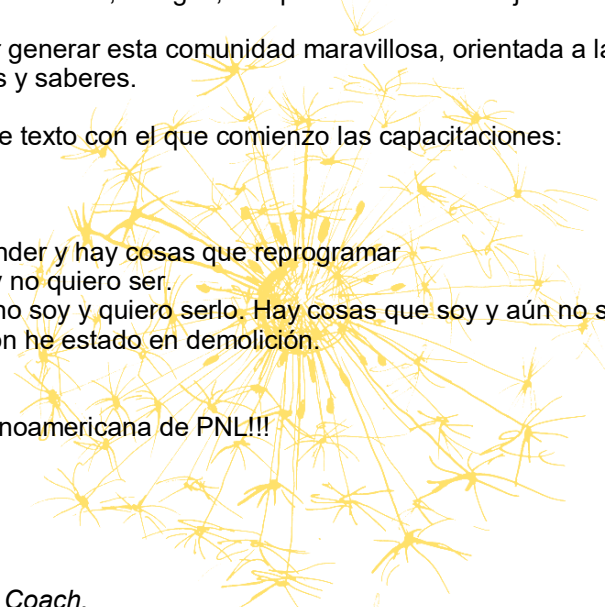 generar esta comunidad maravillosa, orientada a la
s y saberes.
e texto con el que comienzo las capacitaciones:
nder y hay cosas que reprogramar
y no quiero ser.
no soy y quiero serlo. Hay cosas que soy y aún no s
ón he estado en demolición.
noamericana de PNL!!!
Coach.